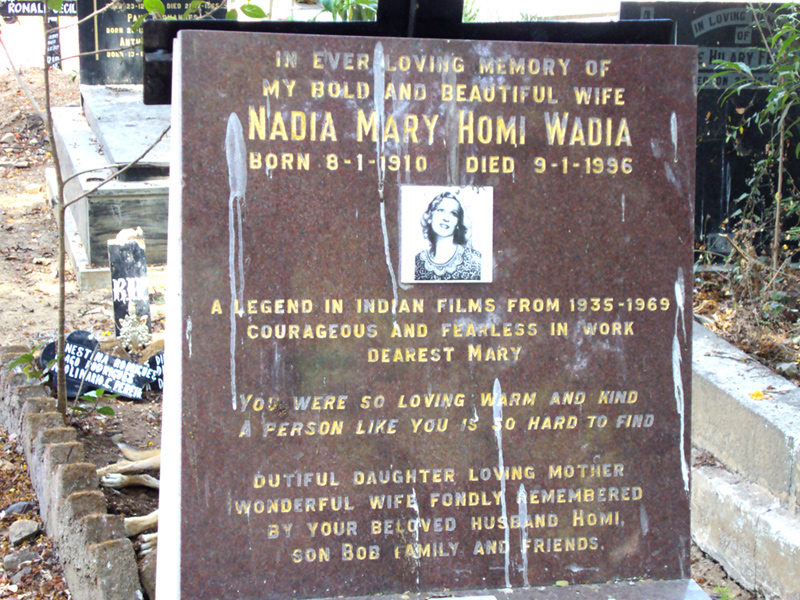 IN EVER LOVING MEMORY OF
MY BOLD AND BEAUTIFUL WIFE
NADIA MARY HOMI WADIA
BORN 8-1-1910 DIED 9-1-1996
A LEGEND IN INDIAN FILMS FROM 1935-1969
COURAGEOUS AND FEARLESS IN WORK
DEAREST MARY
YOU WERE SO LOVING WARM AND KIND
A PERSON LIKE YOU IS SO HARD TO FIND
DUTIFUL DAUGHTER LOVING MOTHER
WONDERFUL WIFE FONDLY REMEMBERED
BY YOUR BELOVED HUSBAND HOMI,
SON BOB FAMILY AND FRIENDS.
RONALD
IN LOVING
HILARY